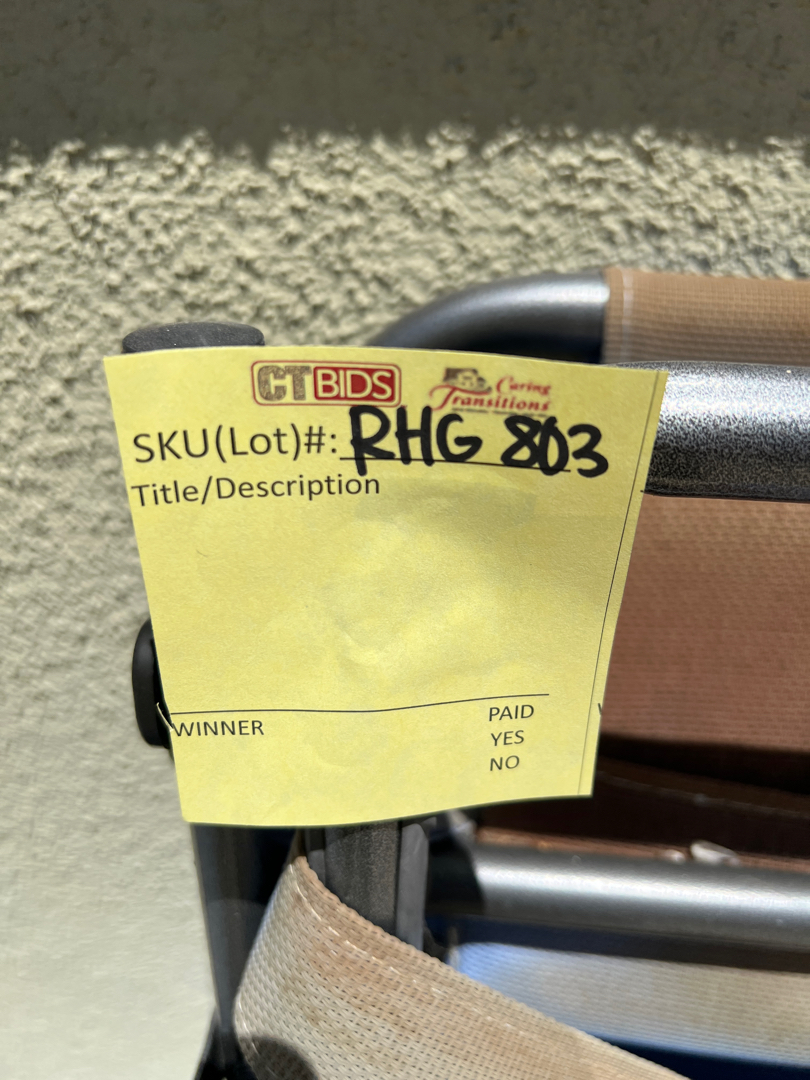 CTBIDS Caring Transitions
SKU(Lot)#: RHG 803
Title/Description
WINNER PAID
YES
NO